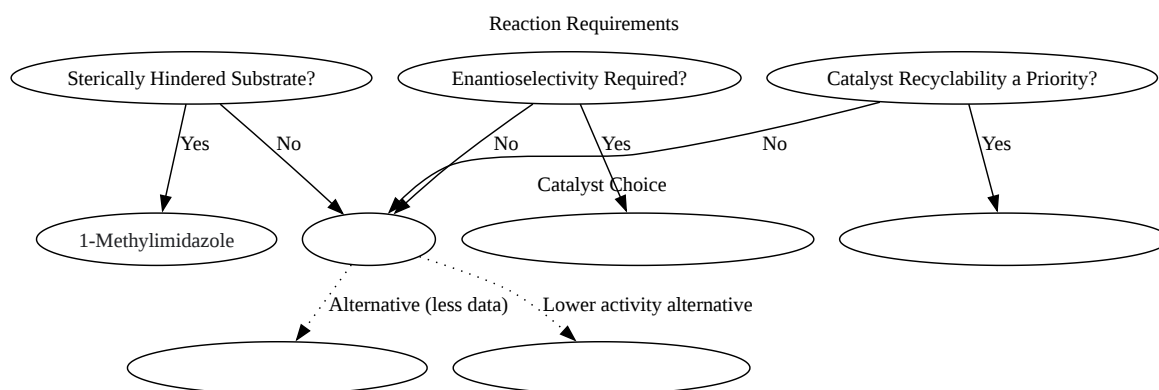 Reaction Requirements
Sterically Hindered Substrate?
Enantioselectivity Required?
Catalyst Recyclability a Priority?
Yes
No
No
Yes
No
Yes
Catalyst Choice
1-Methylimidazole
Alternative (less data)
Lower activity alternative